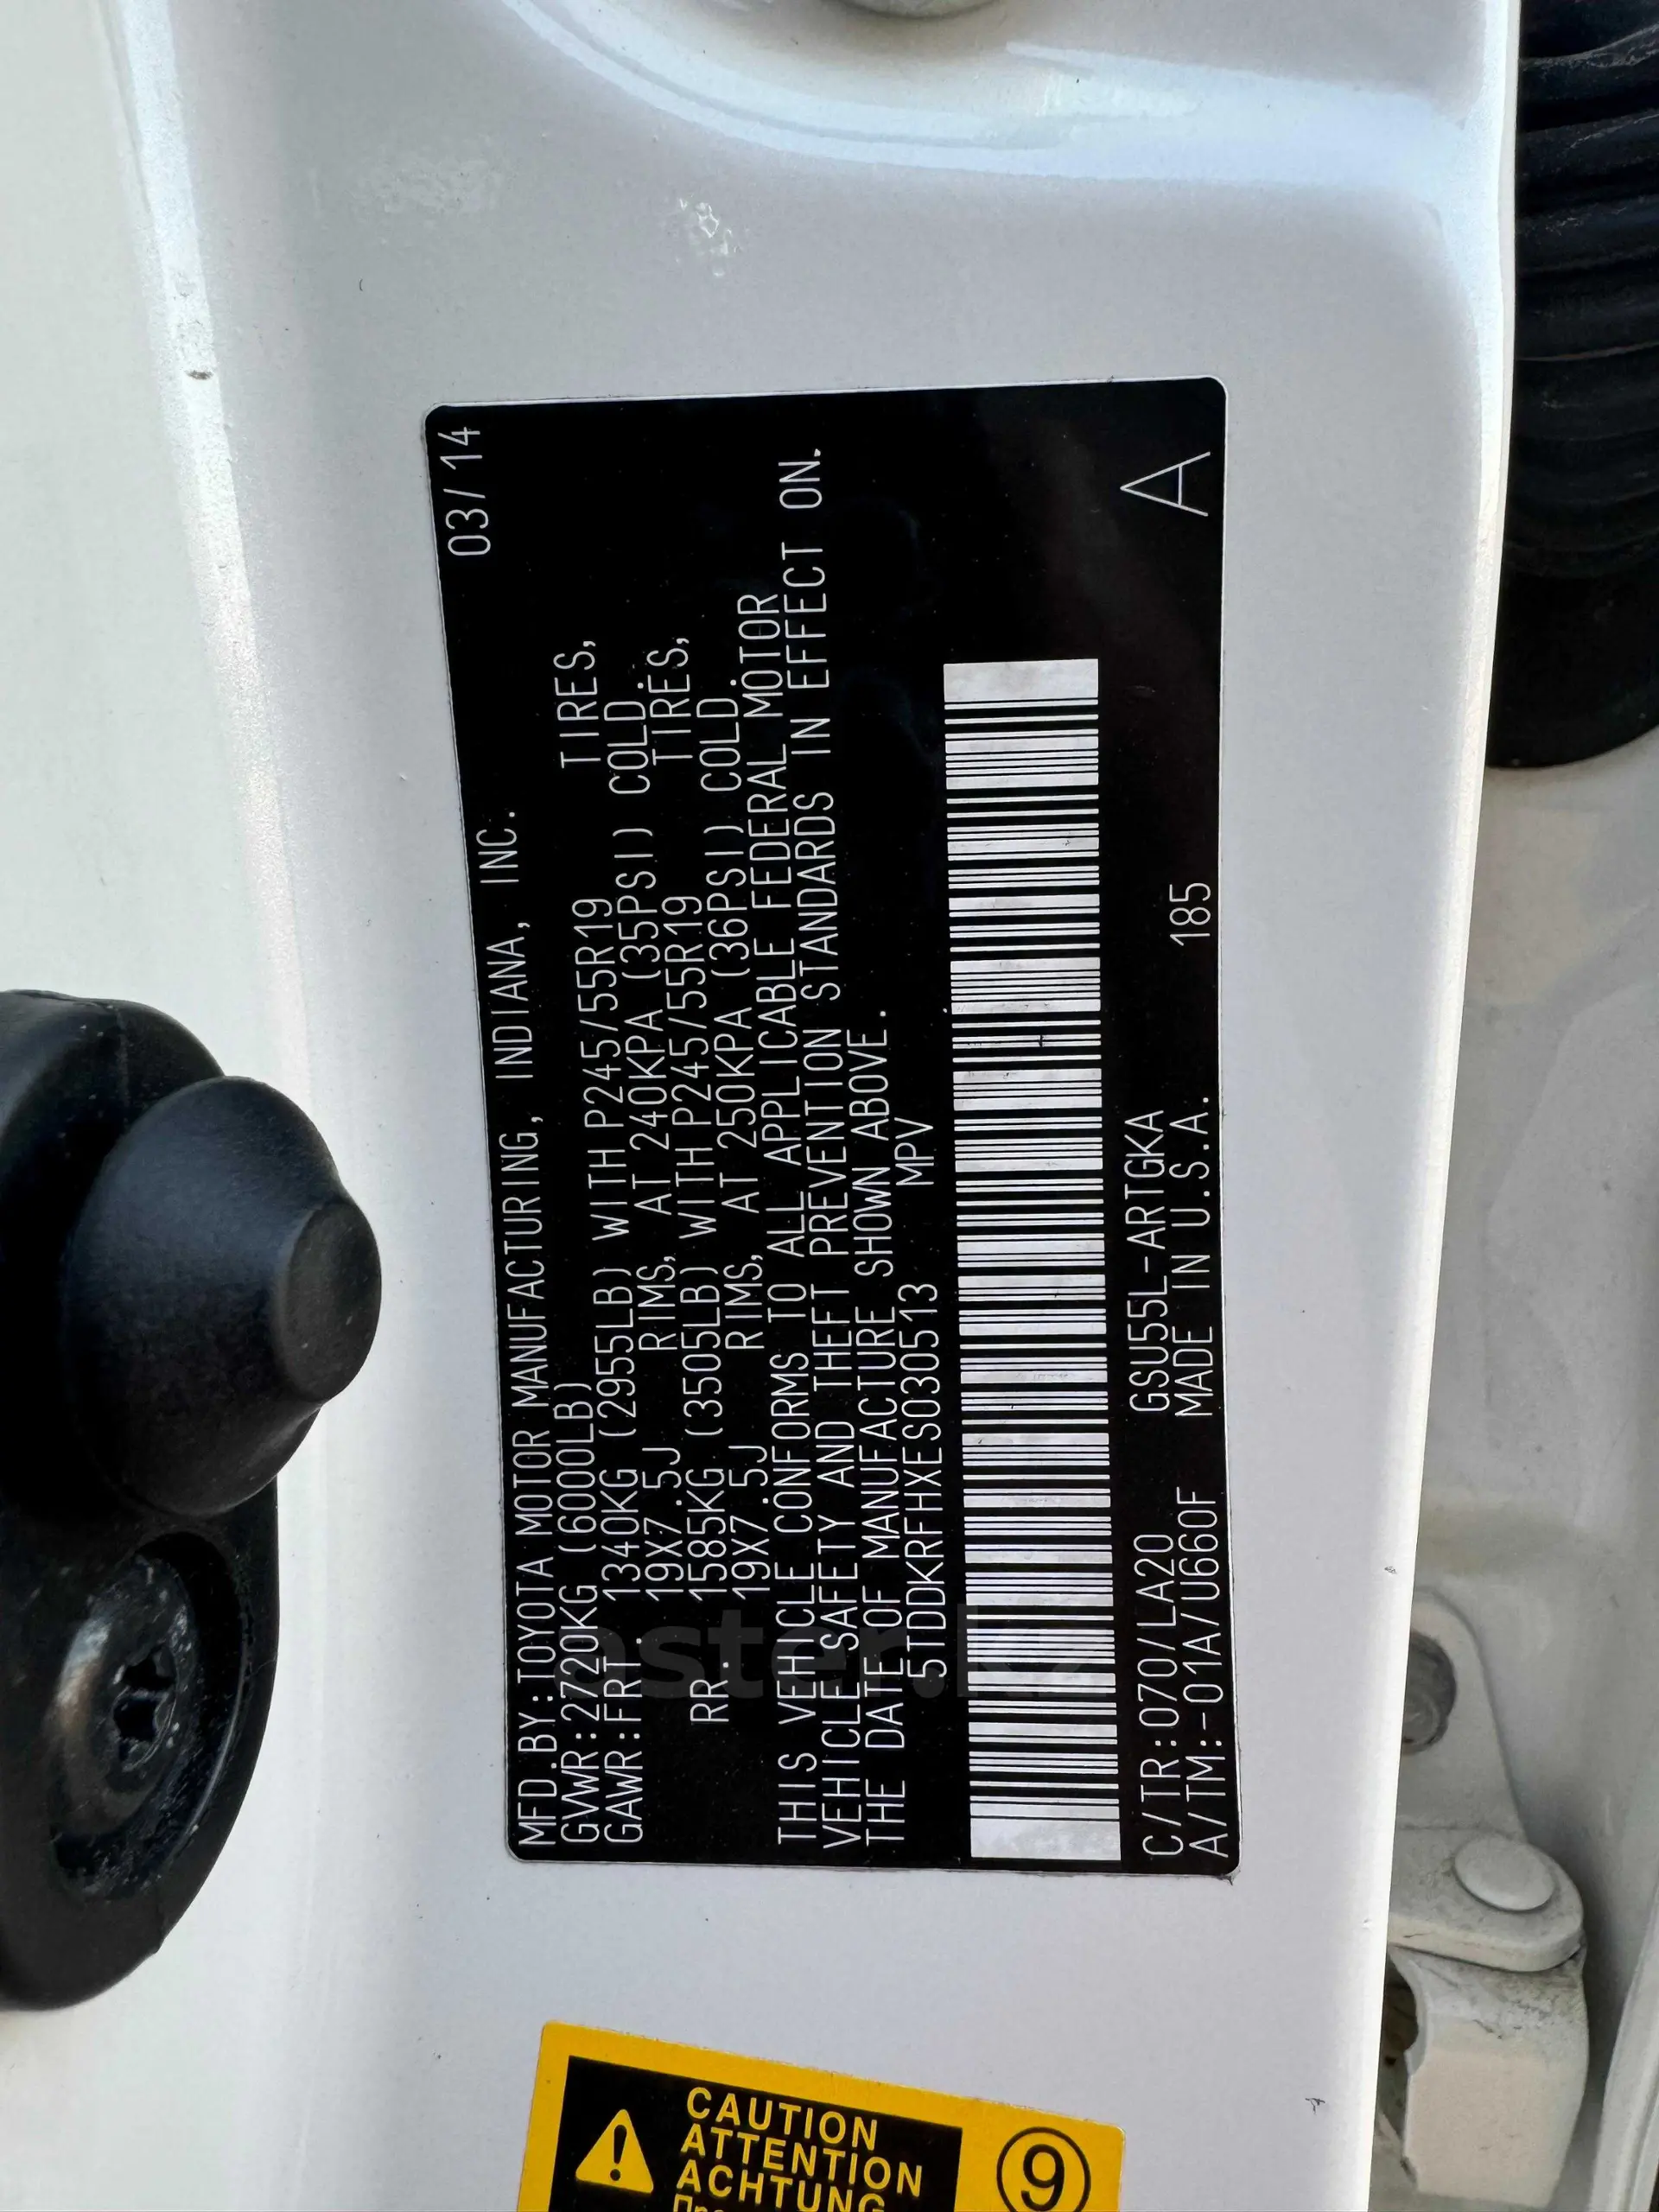 MFD.BY:TOYOTA MOTOR MANUFACTURING, INDIANA, INC. 03/14
GVWR:2720KG (6000LB)
GAWR:FRT. 1340KG (2955LB) WITH P245/55R19 TIRES,
19X7.5J RIMS, AT 240KPA (35PSI) COLD.
RR. 1585KG (3505LB) WITH P245/55R19 TIRES,
19X7.5J RIMS, AT 250KPA (36PSI) COLD.
THIS VEHICLE CONFORMS TO ALL APPLICABLE FEDERAL MOTOR
VEHICLE SAFETY AND THEFT PREVENTION STANDARDS IN EFFECT ON.
THE DATE OF MANUFACTURE SHOWN ABOVE.
5TDDKRFHXES030513 MPV
C/TR:070/LA20 GSU55L-ARTGKA
A/TM:-01A/U660F MADE IN U.S.A. 185 A
aster.kz
CAUTION
ATTENTION
ACHTUNG
9